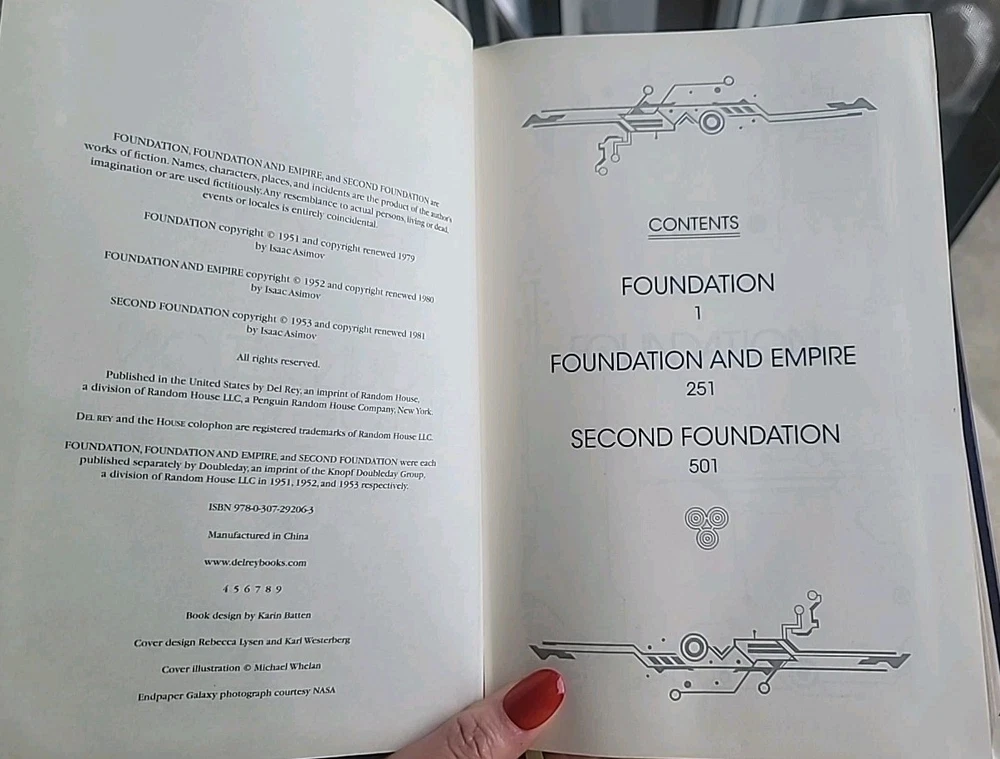 FOUNDATION, FOUNDATION AND EMPIRE, and SECOND FOUNDATION are
works of fiction. Names, characters, places, and incidents are the product of the author's
imagination or are used fictitiously. Any resemblance to actual persons, living or dead,
events or locales is entirely coincidental.
FOUNDATION copyright © 1951 and copyright renewed 1979
by Isaac Asimov
FOUNDATION AND EMPIRE copyright © 1952 and copyright renewed 1980
by Isaac Asimov
SECOND FOUNDATION copyright © 1953 and copyright renewed 1981
by Isaac Asimov
All rights reserved.
Published in the United States by Del Rey, an imprint of Random House,
a division of Random House LLC, a Penguin Random House Company, New York.
DEL REY and the HOUSE colophon are registered trademarks of Random House LLC.
FOUNDATION, FOUNDATION AND EMPIRE, and SECOND FOUNDATION were each
published separately by Doubleday, an imprint of the Knopf Doubleday Group,
a division of Random House LLC in 1951, 1952, and 1953 respectively.
ISBN 978-0-307-29206-3
Manufactured in China
www.delreybooks.com
4 5 6 7 8 9
Book design by Karin Batten
Cover design Rebecca Lysen and Karl Westerberg
Cover illustration © Michael Whelan
Endpaper Galaxy photograph courtesy NASA
CONTENTS
FOUNDATION
1
FOUNDATION AND EMPIRE
251
SECOND FOUNDATION
501